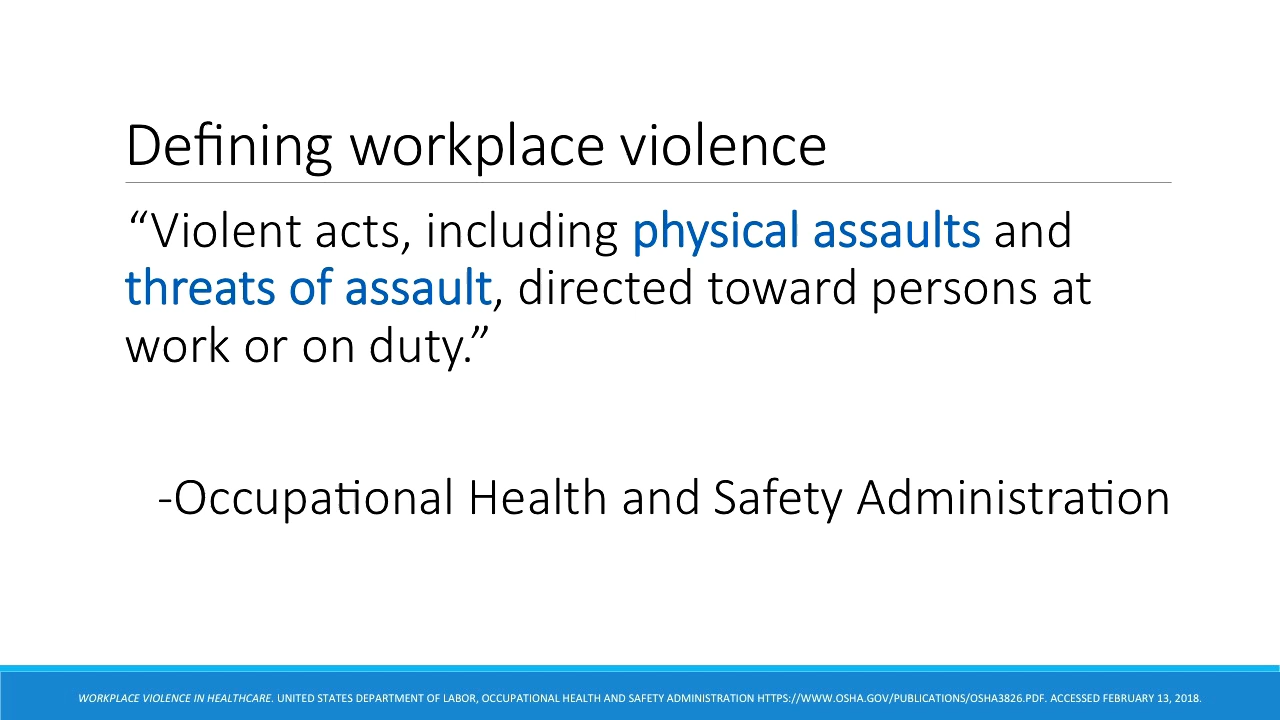 Defining workplace violence
“Violent acts, including physical assaults and
threats of assault, directed toward persons at
work or on duty.”
-Occupational Health and Safety Administration
WORKPLACE VIOLENCE IN HEALTHCARE. UNITED STATES DEPARTMENT OF LABOR, OCCUPATIONAL HEALTH AND SAFETY ADMINISTRATION HTTPS://WWW.OSHA.GOV/PUBLICATIONS/OSHA3826.PDF. ACCESSED FEBRUARY 13, 2018.